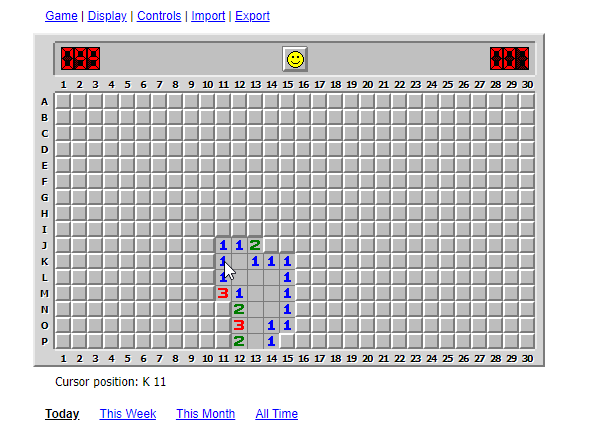 Game | Display | Controls | Import | Export
1 2 3 4 5 6 7 8 9 10 11 12 13 14 15 16 17 18 19 20 21 22 23 24 25 26 27 28 29 30
A
B
C
D
E
F
G
H
I
J 1 1 2
K 1 1 1 1
L 1 1
M 3 1 1
N 2 1
O 3 1 1
P 2 1
1 2 3 4 5 6 7 8 9 10 11 12 13 14 15 16 17 18 19 20 21 22 23 24 25 26 27 28 29 30
Cursor position: K 11
Today This Week This Month All Time